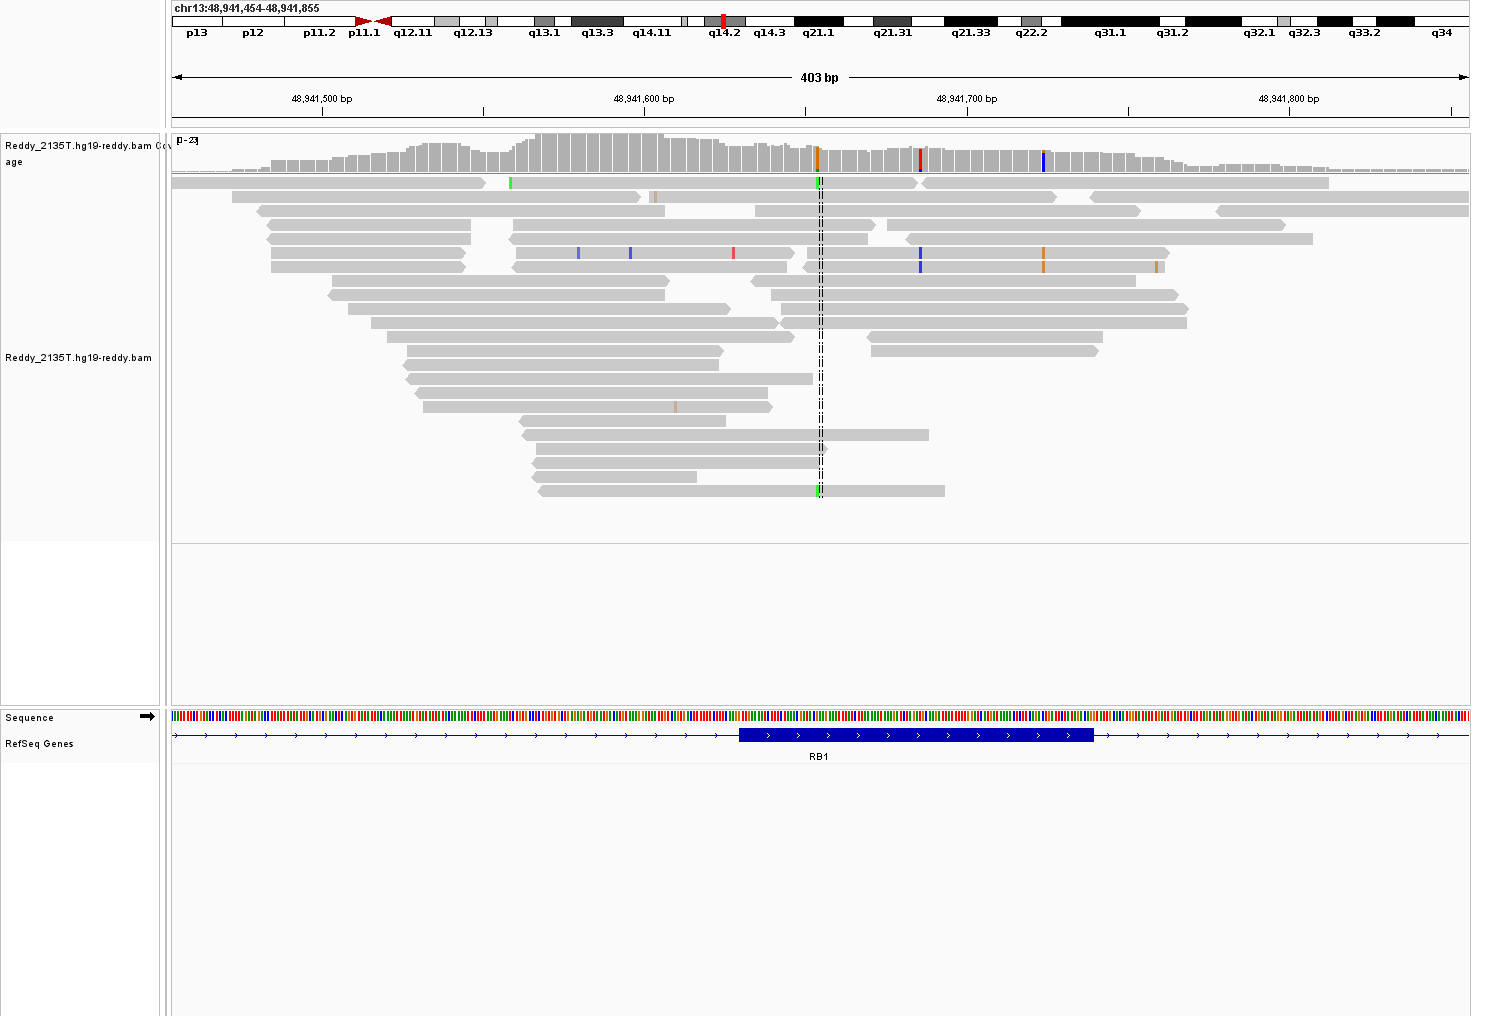 chr13:48,941,454-48,941,855
p13 p12 p11.2 p11.1 q12.11 q12.13 q13.1 q13.3 q14.11 q14.2 q14.3 q21.1 q21.31 q21.33 q22.2 q31.1 q31.2 q32.1 q32.3 q33.2 q34
403 bp
48,941,500 bp 48,941,600 bp 48,941,700 bp 48,941,800 bp
[0-23]
Reddy_2135T.hg19-reddy.bam Cov
age
Reddy_2135T.hg19-reddy.bam
Sequence
RefSeq Genes
RB1